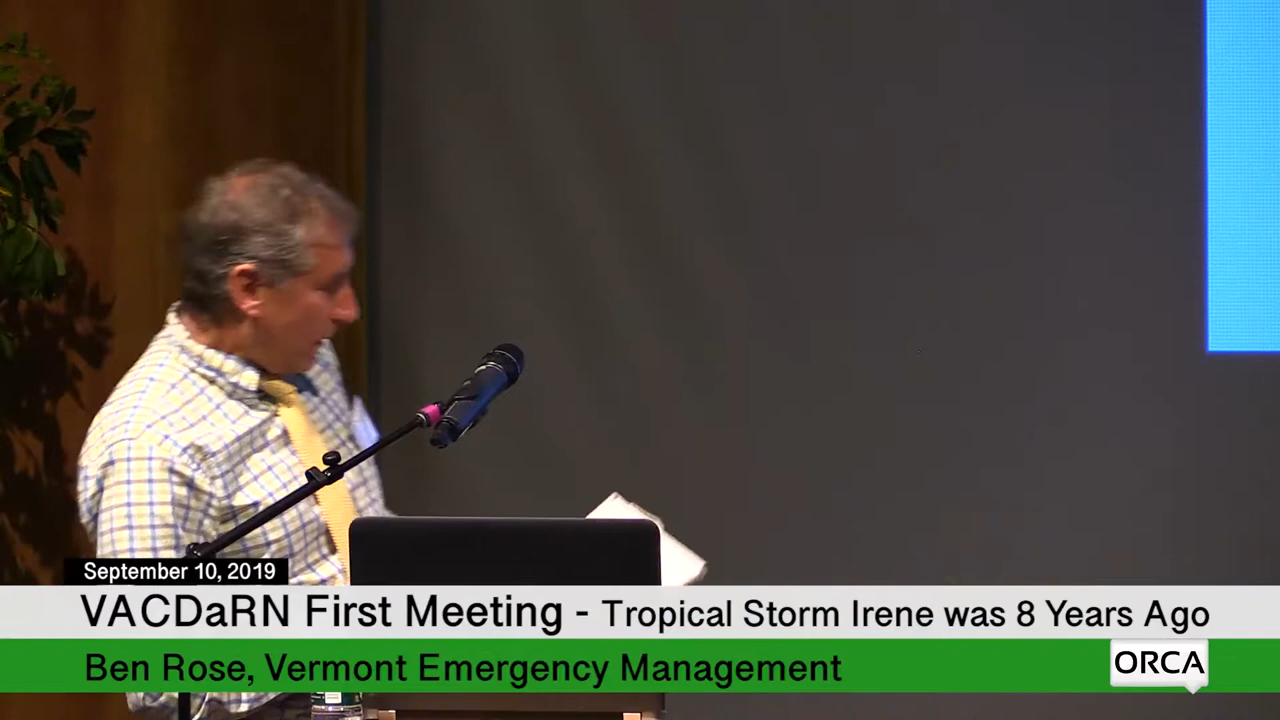 September 10, 2019
VACDaRN First Meeting - Tropical Storm Irene was 8 Years Ago
Ben Rose, Vermont Emergency Management
ORCA